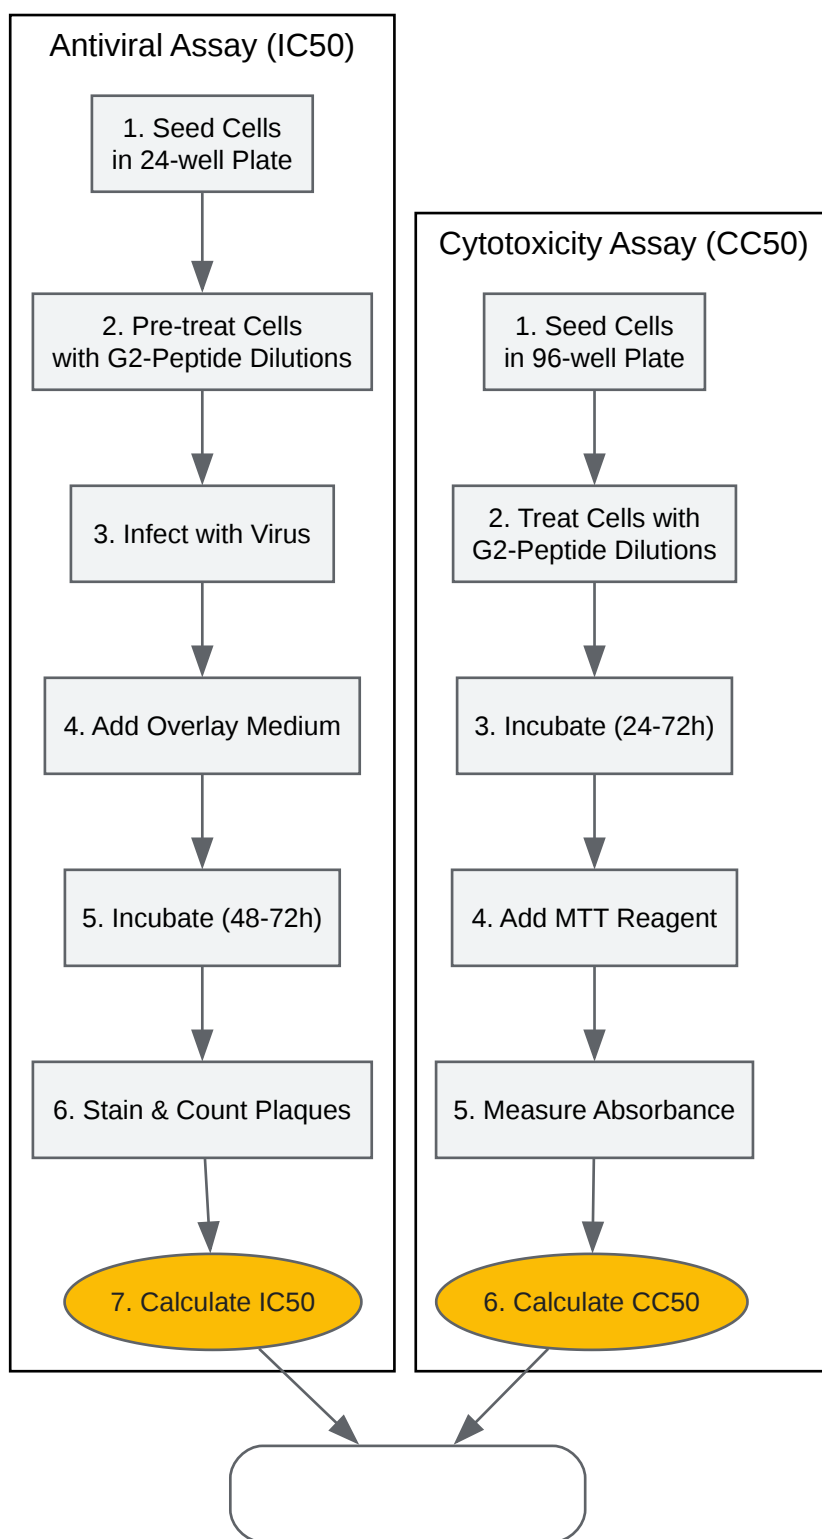 Antiviral Assay (IC50)
1. Seed Cells
in 24-well Plate
2. Pre-treat Cells
with G2-Peptide Dilutions
3. Infect with Virus
4. Add Overlay Medium
5. Incubate (48-72h)
6. Stain & Count Plaques
7. Calculate IC50
Cytotoxicity Assay (CC50)
1. Seed Cells
in 96-well Plate
2. Treat Cells with
G2-Peptide Dilutions
3. Incubate (24-72h)
4. Add MTT Reagent
5. Measure Absorbance
6. Calculate CC50